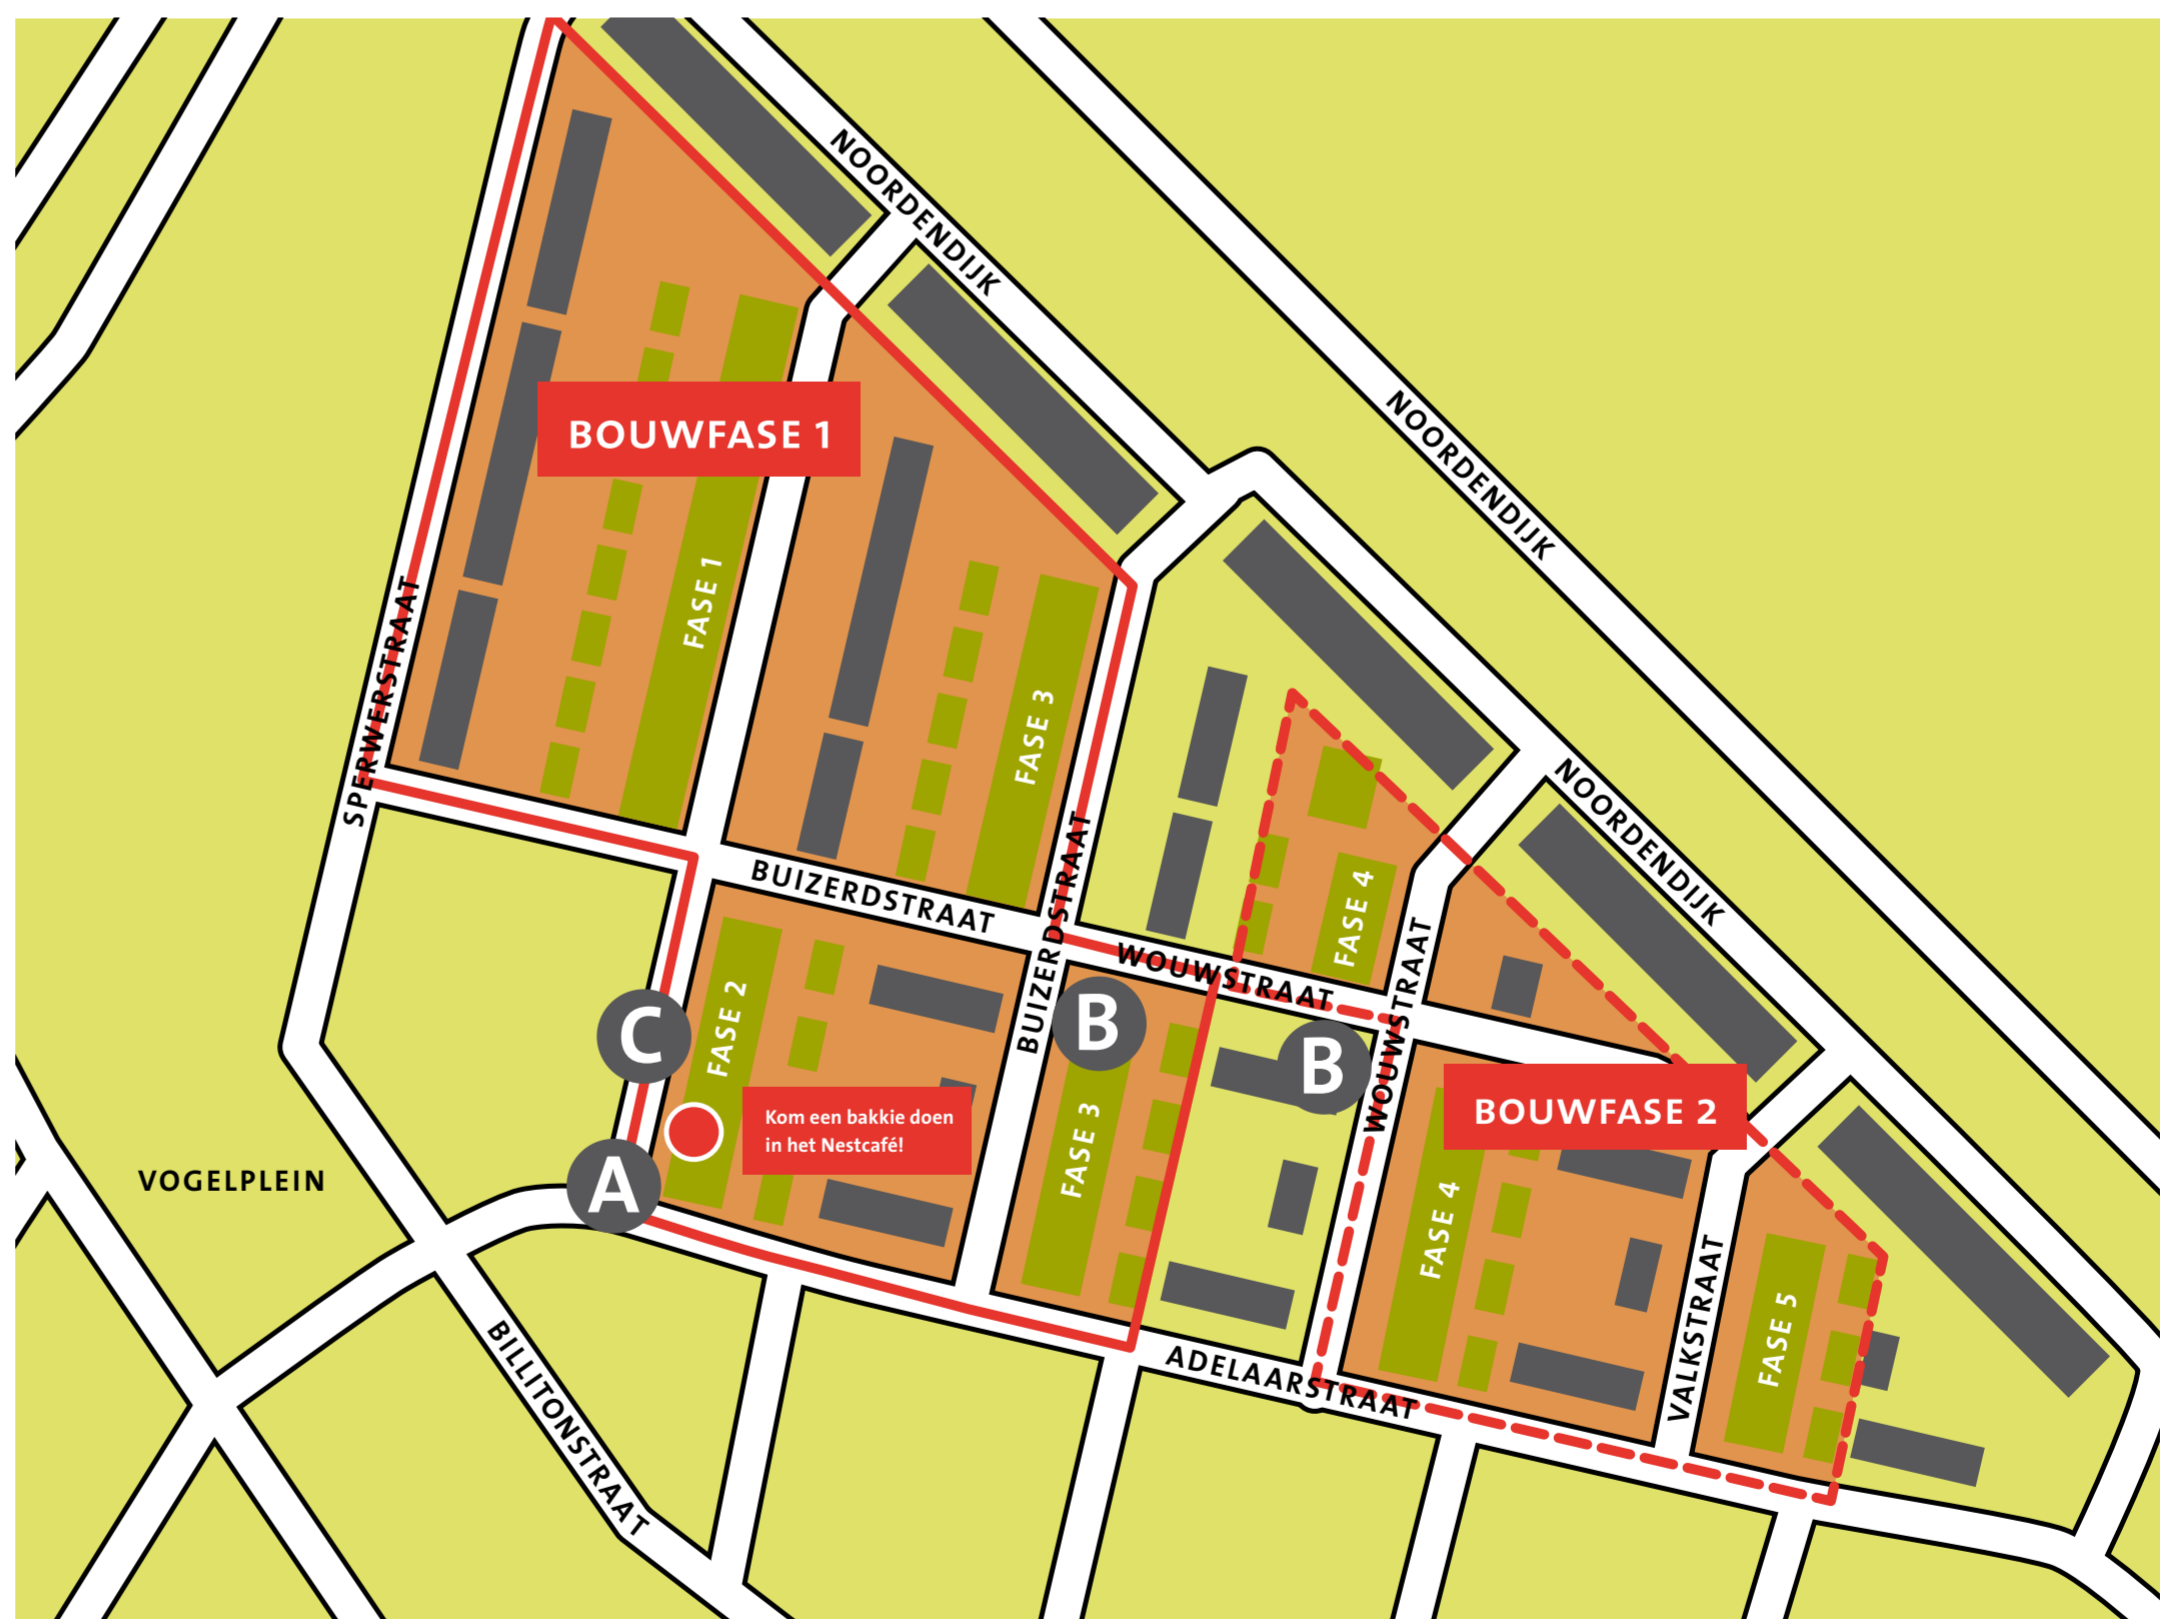 NOORDENDIJK
NOORDENDIJK
BOUWFASE 1
FASE 1
SPERWERSTRAAT
FASE 3
BUIZERDSTRAAT
BUIZERDSTRAAT
NOORDENDIJK
WOUWSTRAAT
FASE 4
WOUWSTRAAT
C
FASE 2
B
B
Kom een bakkie doen
in het Nestcafé!
A
FASE 3
BOUWFASE 2
FASE 4
VOGELPLEIN
BILLITONSTRAAT
ADELAARSTRAAT
VALKSTRAAT
FASE 5